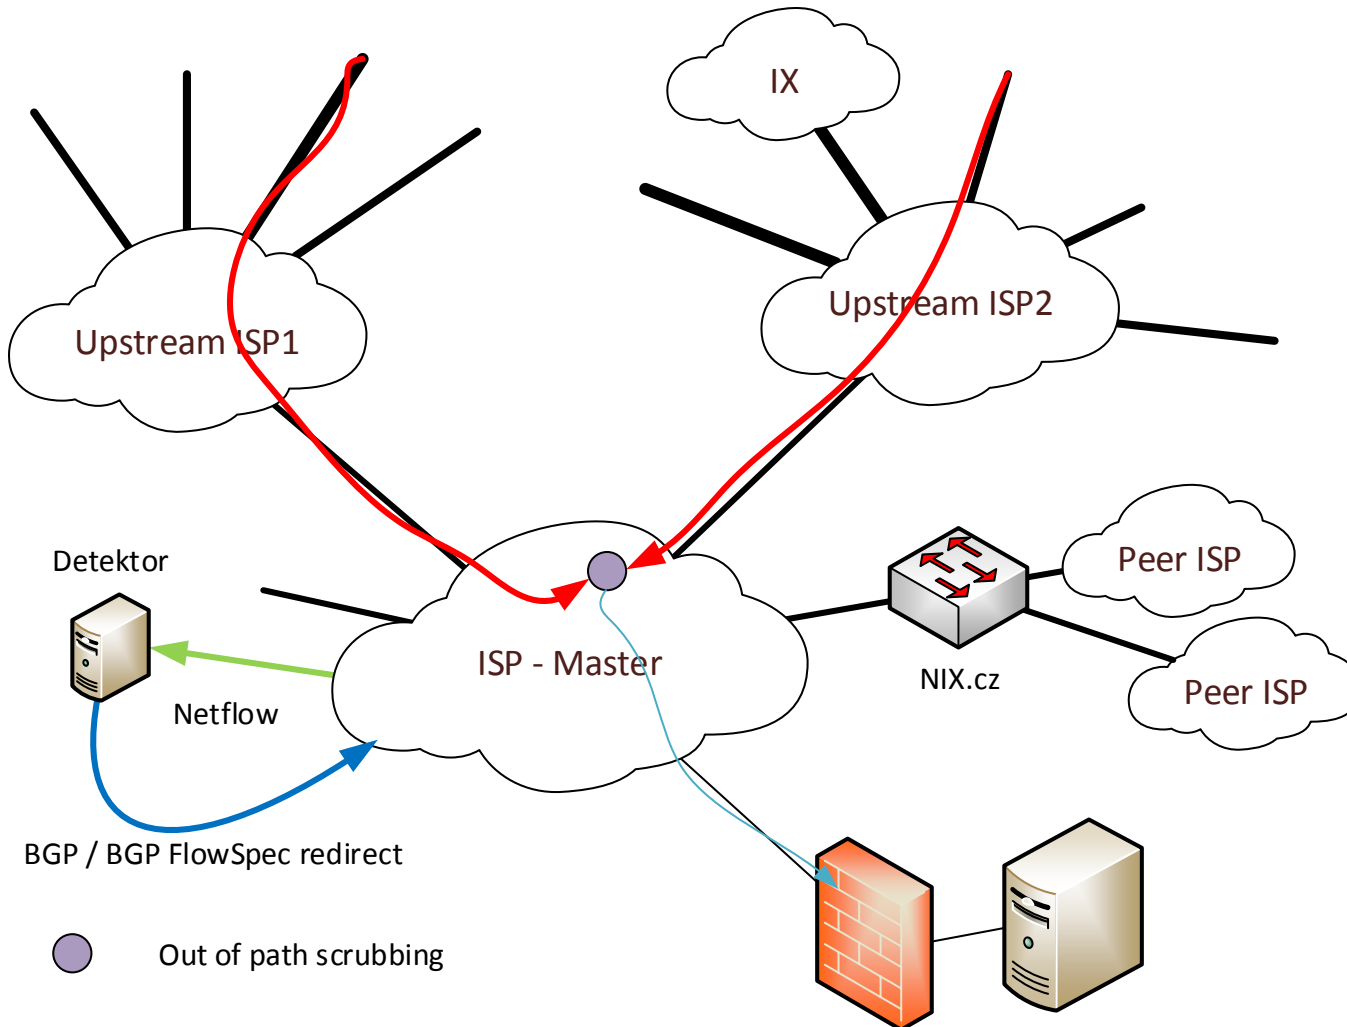 IX
Upstream ISP2
Upstream ISP1
Detektor
Peer ISP
ISP - Master
NIX.cz
Peer ISP
Netflow
BGP / BGP FlowSpec redirect
Out of path scrubbing